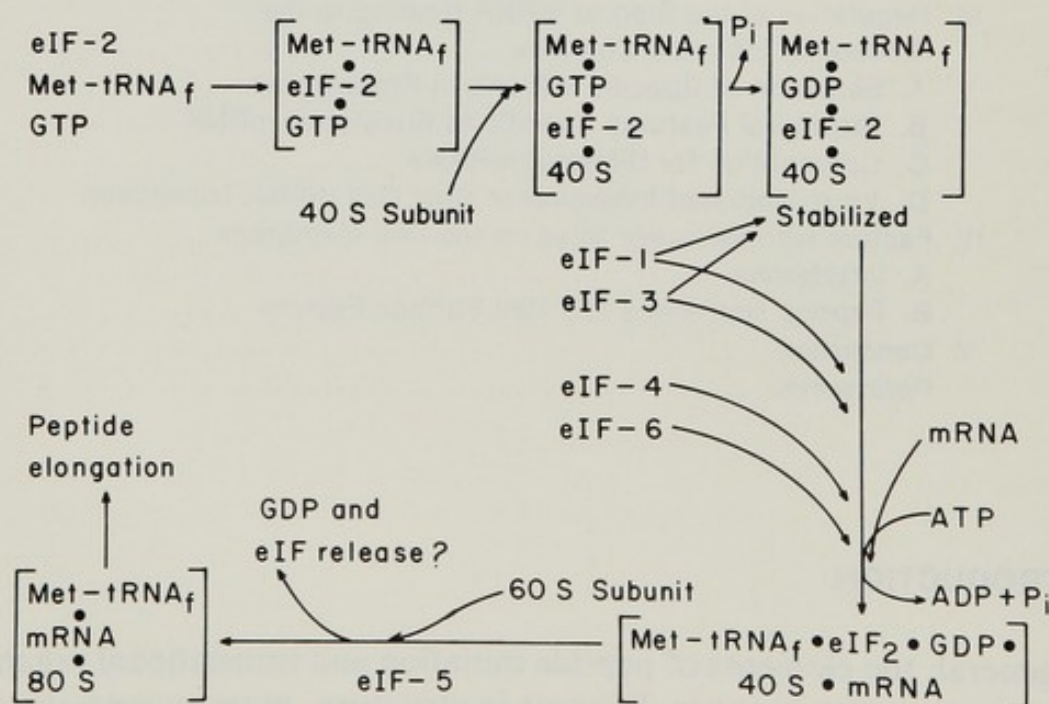 eIF-2
Met-tRNAf
GTP
Met-tRNAf
eIF-2
GTP
40 S Subunit
Met-tRNAf
GTP
eIF-2
40 S
Pi
Met-tRNAf
GDP
eIF-2
40 S
Stabilized
eIF-1
eIF-3
eIF-4
eIF-6
mRNA
ATP
ADP + Pi
Met-tRNAf • eIF2 • GDP •
40 S • mRNA
60 S Subunit
eIF-5
GDP and
eIF release?
Met-tRNAf
mRNA
80 S
Peptide
elongation